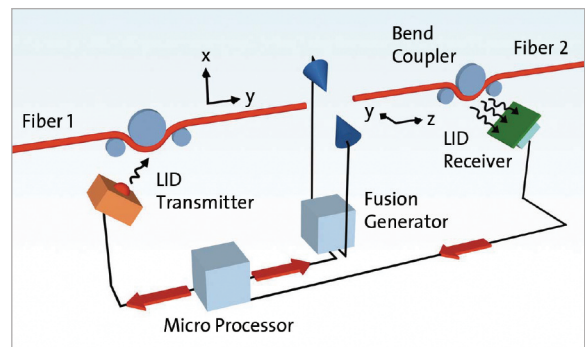 Bend
Coupler
Fiber 2
x
y
Fiber 1
y
z
LID
Receiver
LID
Transmitter
Fusion
Generator
Micro Processor